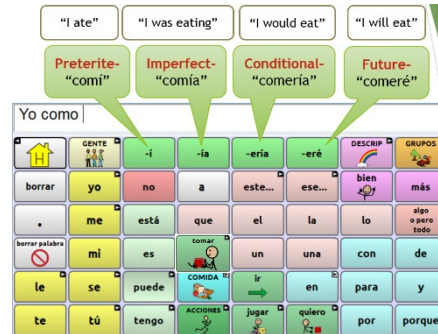 “I ate” “I was eating” “I would eat” “I will eat”
Preterite- Imperfect- Conditional- Future-
“comí” “comía” “comería” “comeré”
Yo como
H GENTE -í -ía -ería -eré DESCRIP GRUPOS
borrar yo no a este... ese... bien más
. me está que el la lo algo o pero todo
borrar palabra mi es tomar un una con de
le se puede COMIDA ir en para y
te tú tengo ACCIONES jugar quiero por porque